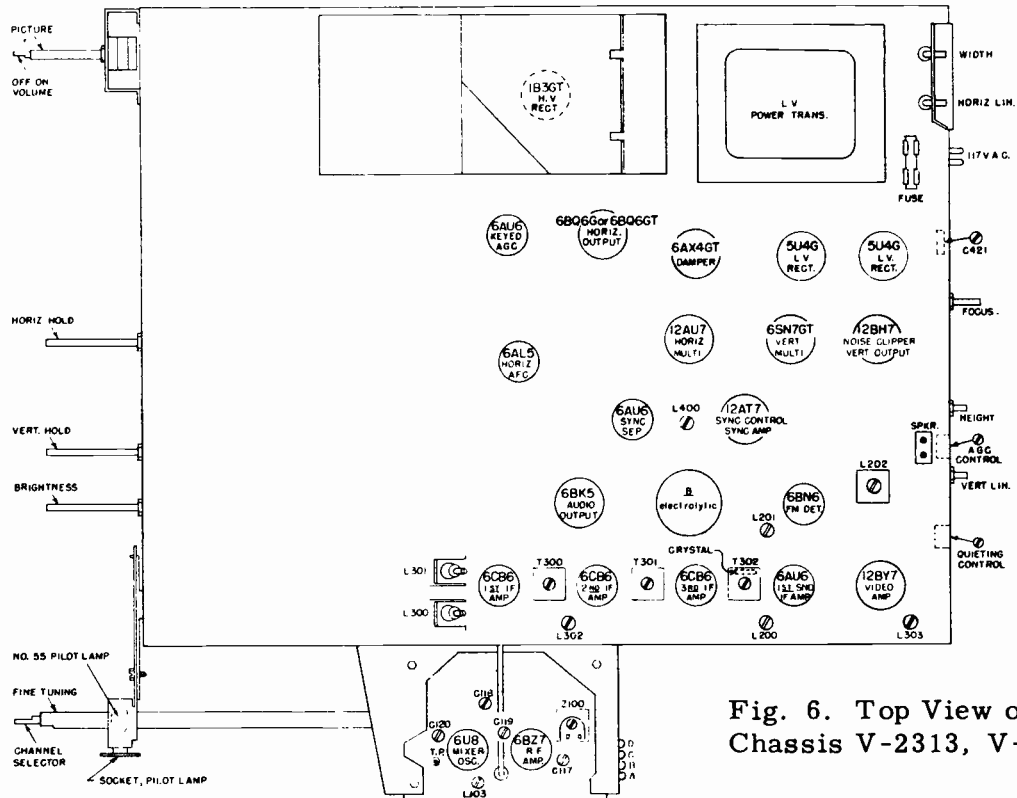 PICTURE
OFF ON
VOLUME
1B3GT
H.V
RECT
L V
POWER TRANS.
WIDTH
HORIZ LIN.
117V AC.
FUSE
6AU6
KEYED
AGC
6BQ6G or 6BQ6GT
HORIZ.
OUTPUT
6AX4GT
DAMPER
5U4G
L V
RECT.
5U4G
L V.
RECT.
C421
FOCUS.
HORIZ HOLD
6AL5
HORIZ
AFC
12AU7
HORIZ
MULTI
6SN7GT
VERT
MULTI
12BH7
NOISE CLIPPER
VERT OUTPUT
6AU6
SYNC
SEP
L400
12AT7
SYNC CONTROL
SYNC AMP
HEIGHT
SPKR.
AGC
CONTROL
VERT LIN.
VERT. HOLD
BRIGHTNESS
6BK5
AUDIO
OUTPUT
B
electrolytic
L201
6BN6
FM DET.
L202
QUIETING
CONTROL
CRYSTAL
L301
L300
6CB6
1ST IF
AMP
T300
6CB6
2ND IF
AMP
T301
6CB6
3RD IF
AMP
T302
6AU6
1ST SND
IF AMP
12BY7
VIDEO
AMP
L302
L200
L303
NO. 55 PILOT LAMP
FINE TUNING
CHANNEL
SELECTOR
SOCKET, PILOT LAMP
C118
C120
C119
Z100
T.P.
6U8
MIXER
OSC.
6BZ7
R F
AMP.
C117
L103
D
C
B
A
Fig. 6. Top View o
Chassis V-2313, V-